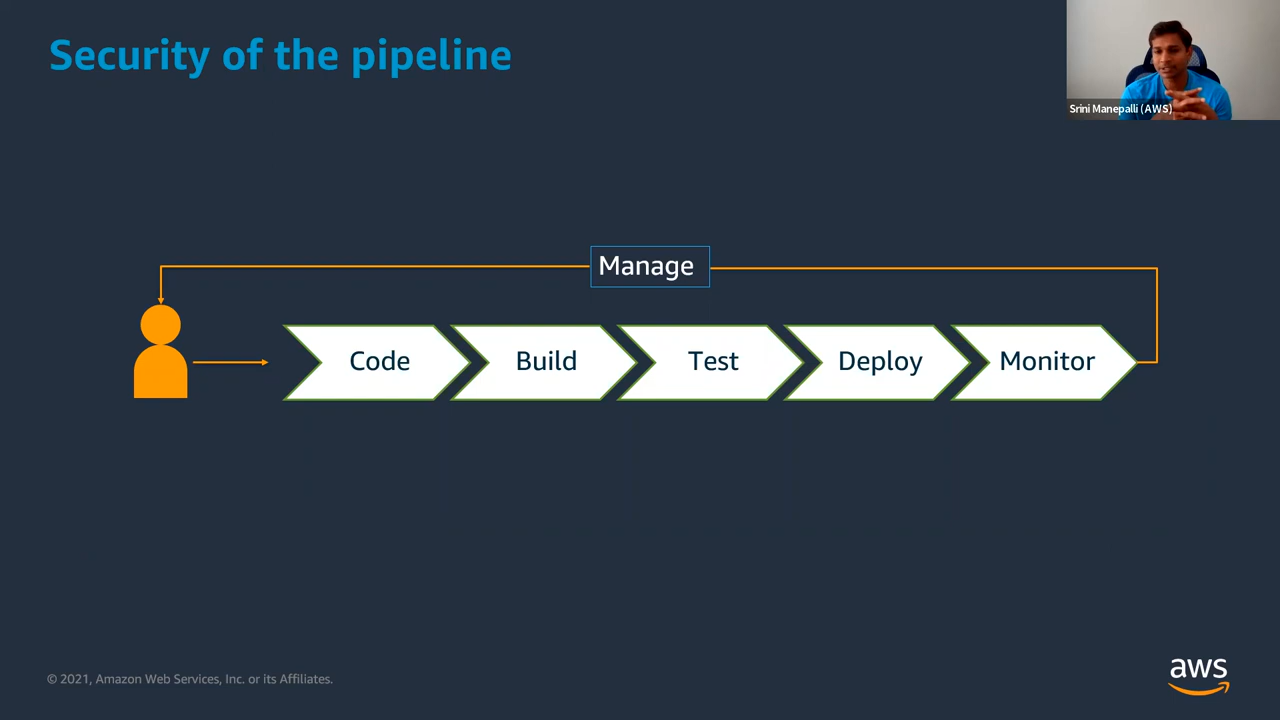 Security of the pipeline
Srini Manepalli (AWS)
Manage
Code
Build
Test
Deploy
Monitor
© 2021, Amazon Web Services, Inc. or its Affiliates.
aws